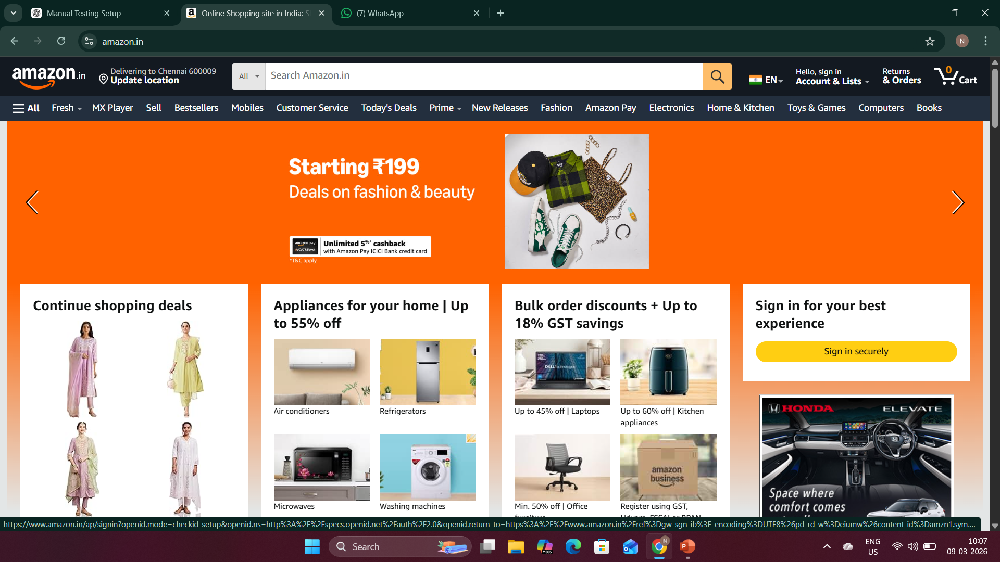 Manual Testing Setup
Online Shopping site in India: S
(7) WhatsApp
amazon.in
N
amazon.in
Delivering to Chennai 600009
Update location
All
Search Amazon.in
EN
Hello, sign in
Account & Lists
Returns
& Orders
0
Cart
All
Fresh
MX Player
Sell
Bestsellers
Mobiles
Customer Service
Today's Deals
Prime
New Releases
Fashion
Amazon Pay
Electronics
Home & Kitchen
Toys & Games
Computers
Books
Starting ₹199
Deals on fashion & beauty
amazon pay
ICICI Bank
Unlimited 5%* cashback
with Amazon Pay ICICI Bank credit card
*T&C apply
Continue shopping deals
Appliances for your home | Up
to 55% off
Air conditioners
Refrigerators
Microwaves
Washing machines
Bulk order discounts + Up to
18% GST savings
DELLTechnologies
Up to 45% off | Laptops
Up to 60% off | Kitchen
appliances
amazon
business
Min. 50% off | Office
furniture
Register using GST,
Udyam, FSSAI or BPAN
Sign in for your best
experience
Sign in securely
HONDA
ELEVATE
Space where
comfort comes
https://www.amazon.in/ap/signin?openid.mode=checkid_setup&openid.ns=http%3A%2F%2Fspecs.openid.net%2Fauth%2F2.0&openid.return_to=https%3A%2F%2Fwww.amazon.in%2Fref%3Dgw_sgn_ib%3F_encoding%3DUTF8%26pd_rd_w%3Deiumw%26content-id%3Damzn1.sym....
Search
M365
N
P
ENG
US
10:07
09-03-2026